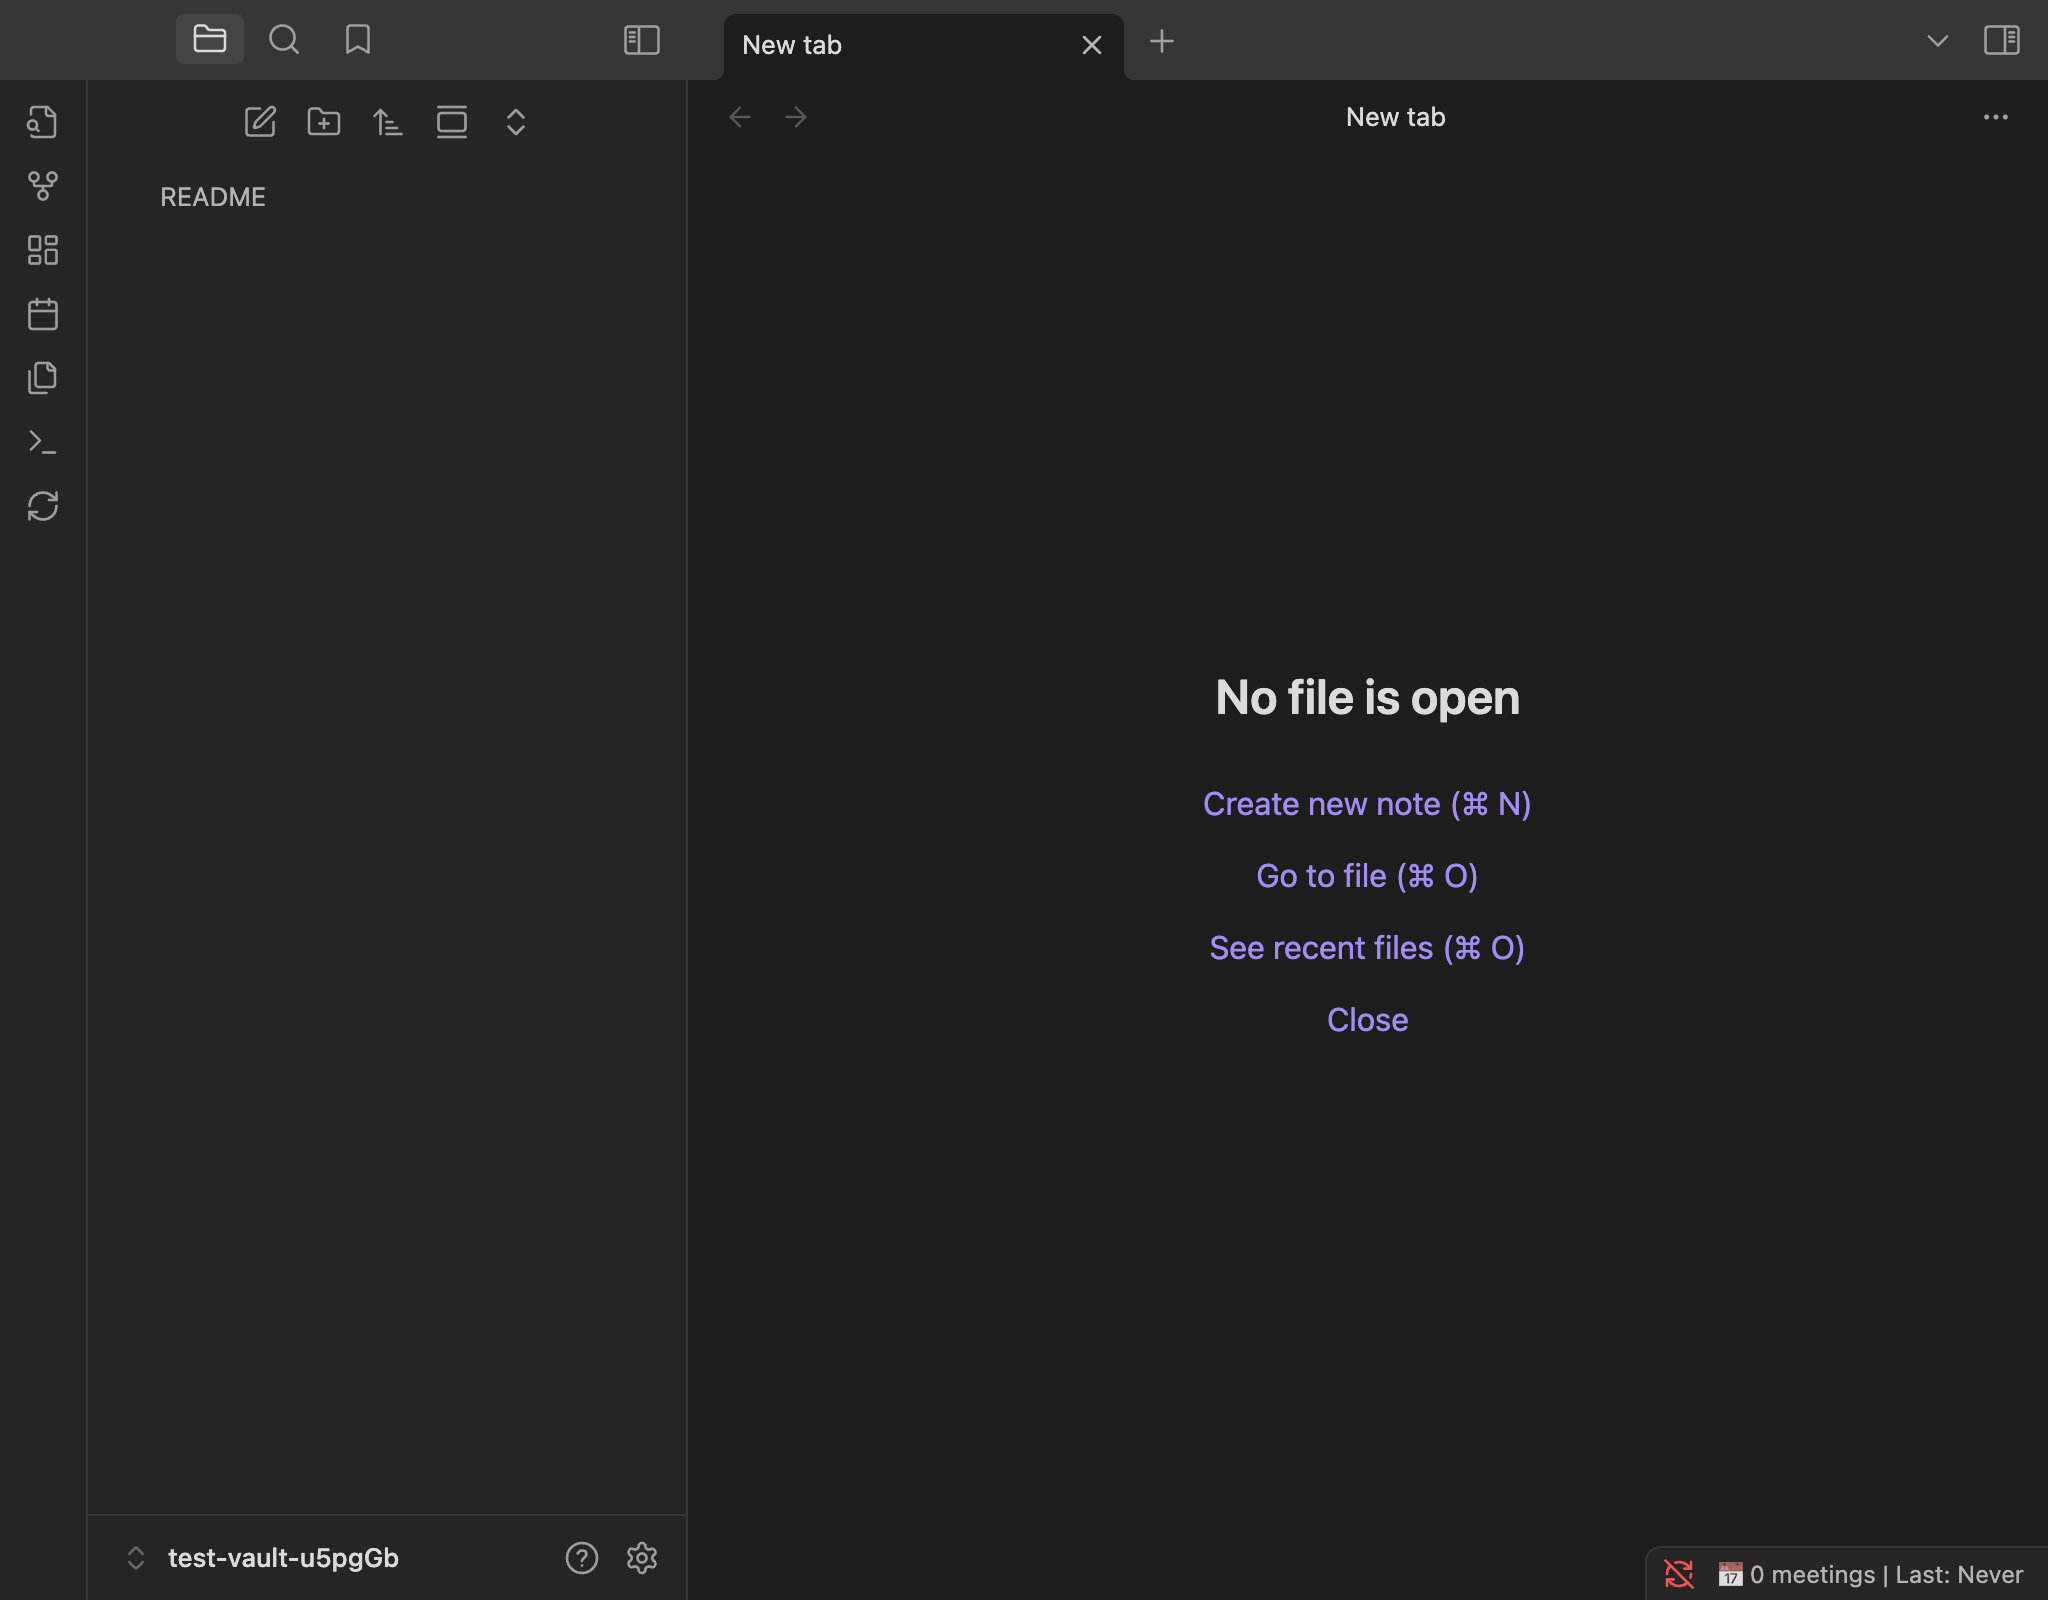 New tab
New tab
README
No file is open
Create new note (⌘ N)
Go to file (⌘ O)
See recent files (⌘ O)
Close
test-vault-u5pgGb
17 0 meetings | Last: Never